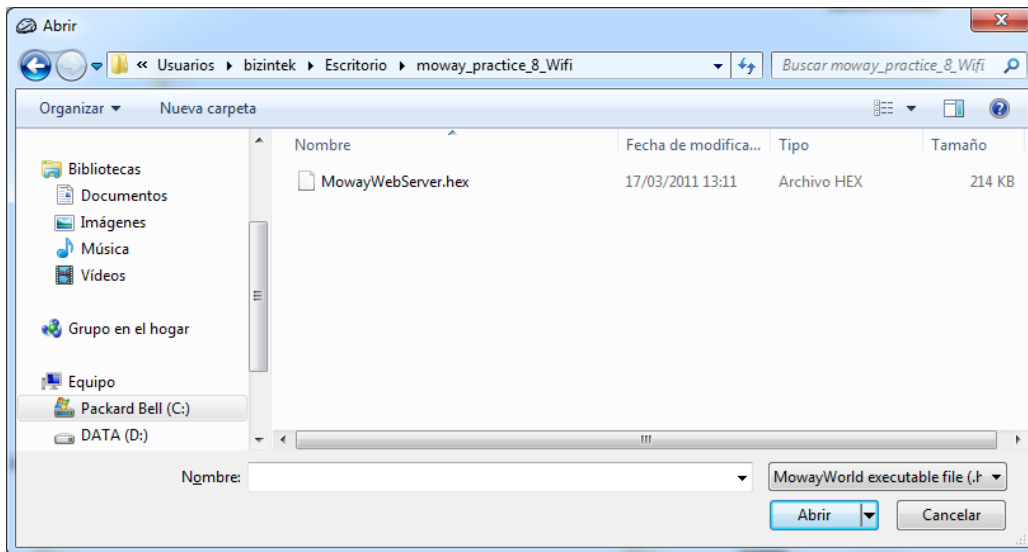 Abrir
« Usuarios ▸ bizintek ▸ Escritorio ▸ moway_practice_8_Wifi
Buscar moway_practice_8_Wifi
Organizar ▾ Nueva carpeta
Nombre Fecha de modifica... Tipo Tamaño
MowayWebServer.hex 17/03/2011 13:11 Archivo HEX 214 KB
Bibliotecas
Documentos
Imágenes
Música
Vídeos
Grupo en el hogar
Equipo
Packard Bell (C:)
DATA (D:)
Nombre:
MowayWorld executable file (.h
Abrir Cancelar